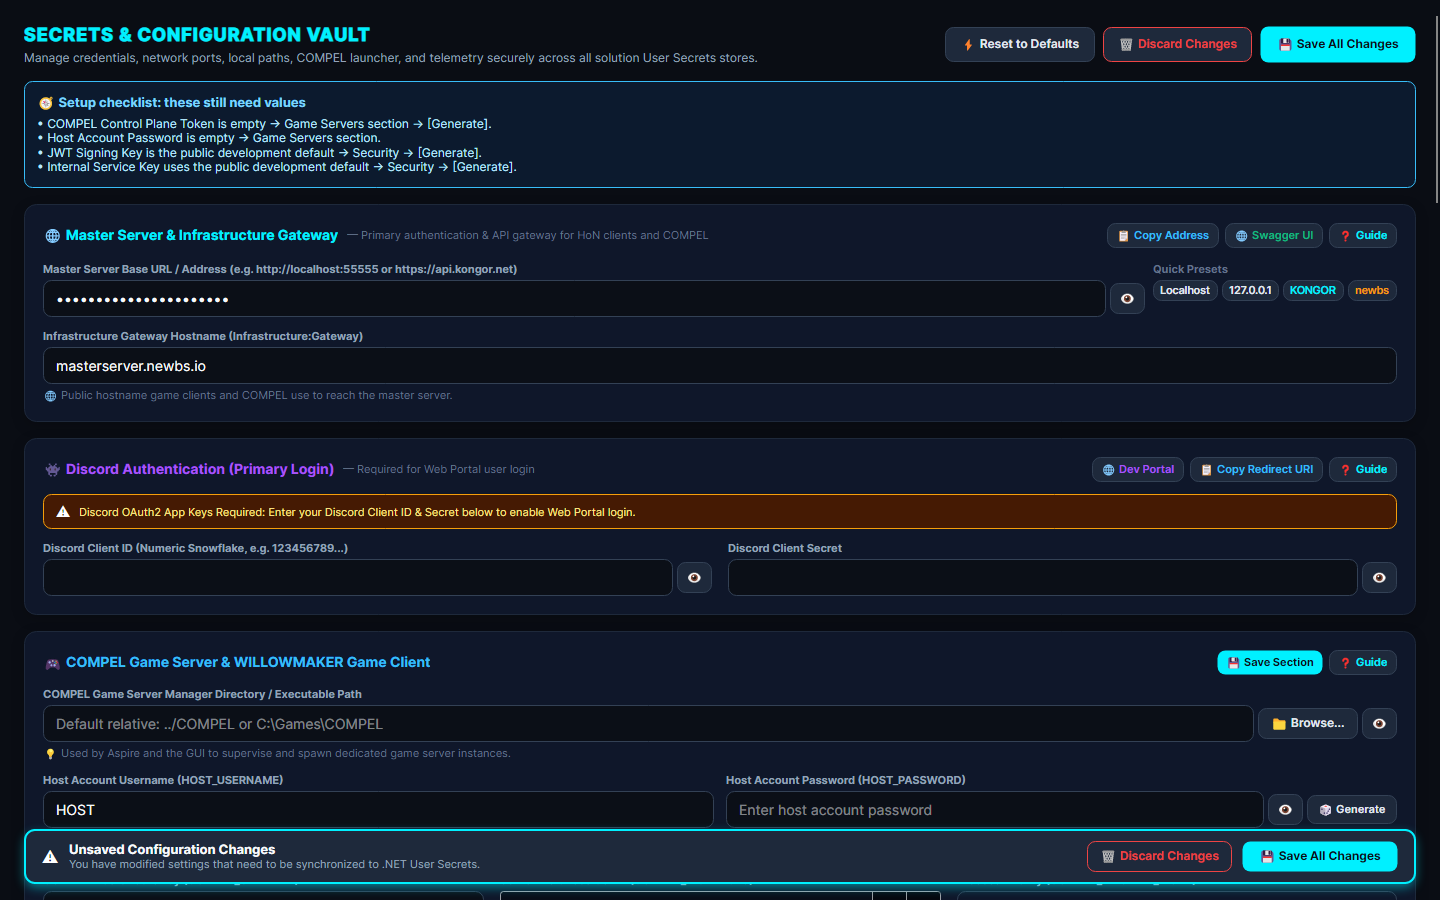 SECRETS & CONFIGURATION VAULT
Manage credentials, network ports, local paths, COMPEL launcher, and telemetry securely across all solution User Secrets stores.
Reset to Defaults
Discard Changes
Save All Changes
Setup checklist: these still need values
• COMPEL Control Plane Token is empty → Game Servers section → [Generate].
• Host Account Password is empty → Game Servers section.
• JWT Signing Key is the public development default → Security → [Generate].
• Internal Service Key uses the public development default → Security → [Generate].
Master Server & Infrastructure Gateway — Primary authentication & API gateway for HoN clients and COMPEL
Copy Address
Swagger UI
Guide
Master Server Base URL / Address (e.g. http://localhost:55555 or https://api.kongor.net)
Quick Presets
••••••••••••••••••••••
Localhost
127.0.0.1
KONGOR
newbs
Infrastructure Gateway Hostname (Infrastructure:Gateway)
masterserver.newbs.io
Public hostname game clients and COMPEL use to reach the master server.
Discord Authentication (Primary Login) — Required for Web Portal user login
Dev Portal
Copy Redirect URI
Guide
Discord OAuth2 App Keys Required: Enter your Discord Client ID & Secret below to enable Web Portal login.
Discord Client ID (Numeric Snowflake, e.g. 123456789...)
Discord Client Secret
COMPEL Game Server & WILLOWMAKER Game Client
Save Section
Guide
COMPEL Game Server Manager Directory / Executable Path
Default relative: ../COMPEL or C:\Games\COMPEL
Browse...
Used by Aspire and the GUI to supervise and spawn dedicated game server instances.
Host Account Username (HOST_USERNAME)
Host Account Password (HOST_PASSWORD)
HOST
Enter host account password
Generate
Unsaved Configuration Changes
You have modified settings that need to be synchronized to .NET User Secrets.
Discard Changes
Save All Changes